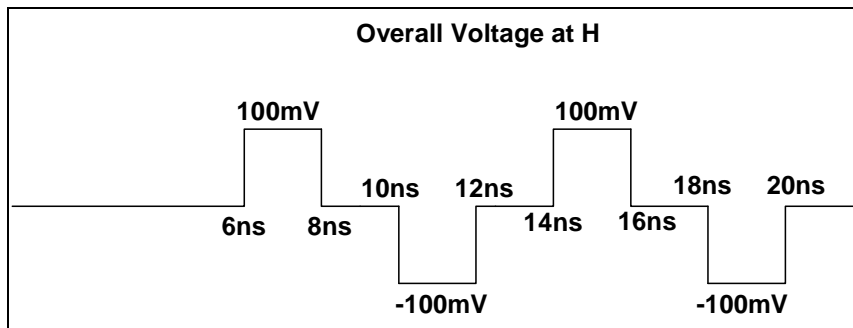 Overall Voltage at H
100mV 100mV
10ns 12ns 18ns 20ns
6ns 8ns 14ns 16ns
-100mV -100mV